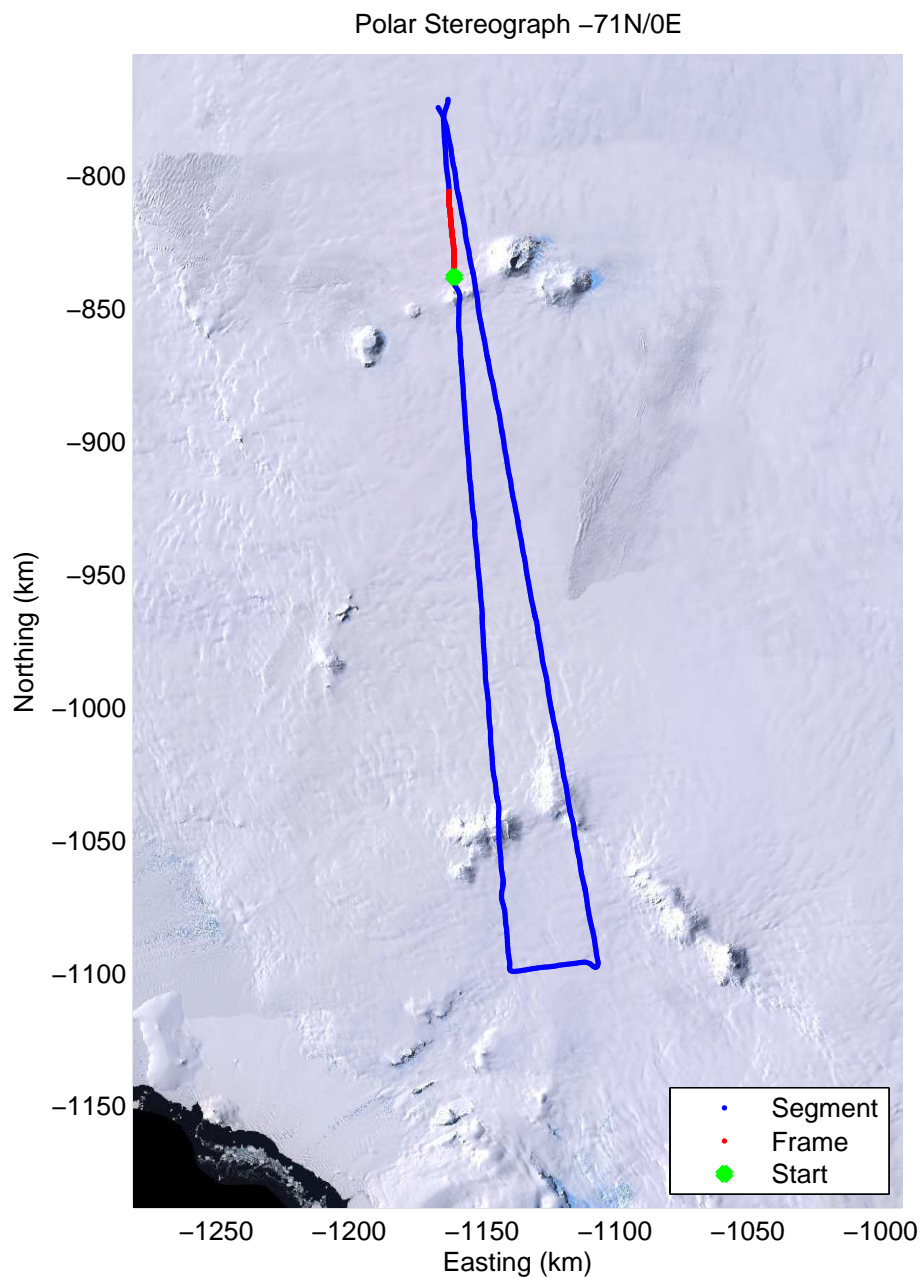 Polar Stereograph −71N/0E
−800
−850
−900
−950
−1000
−1050
−1100
−1150
Northing (km)
Segment
Frame
Start
−1250 −1200 −1150 −1100 −1050 −1000
Easting (km)